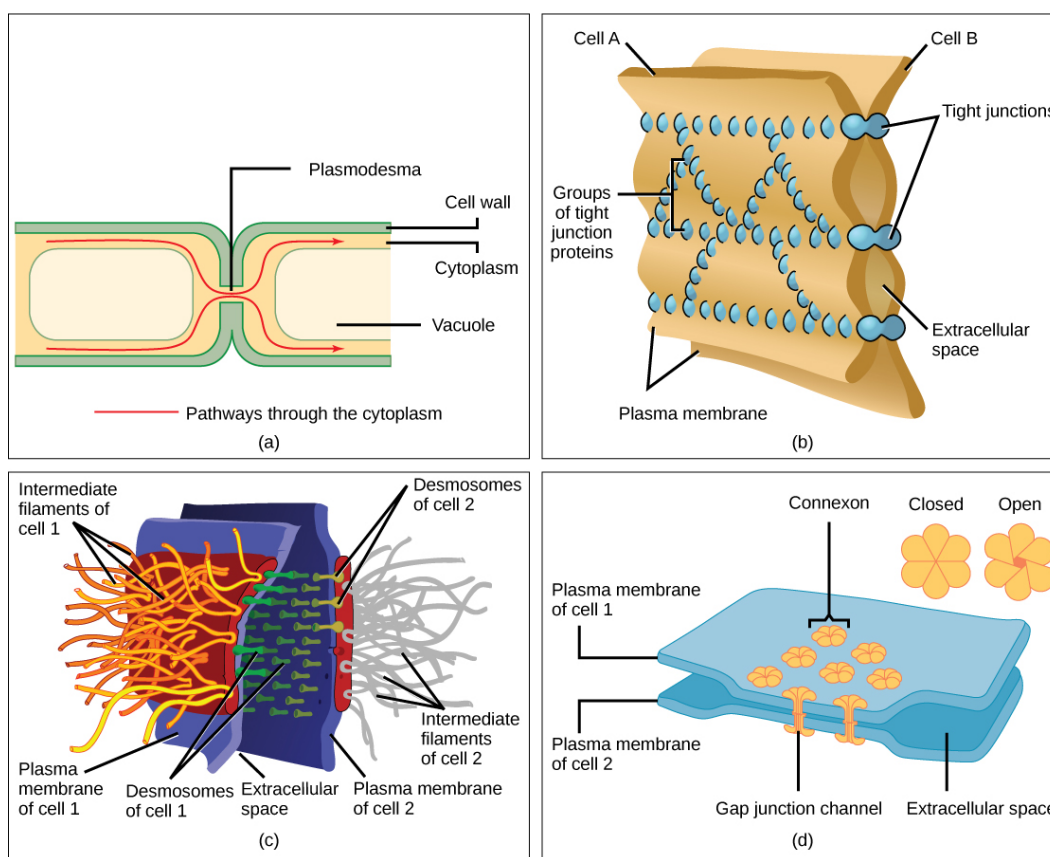 Plasmodesma
Cell wall
Cytoplasm
Vacuole
Pathways through the cytoplasm
(a)
Cell A
Cell B
Tight junctions
Groups
of tight
junction
proteins
Extracellular
space
Plasma membrane
(b)
Intermediate
filaments of
cell 1
Desmosomes
of cell 2
Intermediate
filaments
of cell 2
Plasma
membrane
of cell 1
Desmosomes
of cell 1
Extracellular
space
Plasma membrane
of cell 2
(c)
Connexon
Closed
Open
Plasma membrane
of cell 1
Plasma membrane
of cell 2
Gap junction channel
Extracellular space
(d)